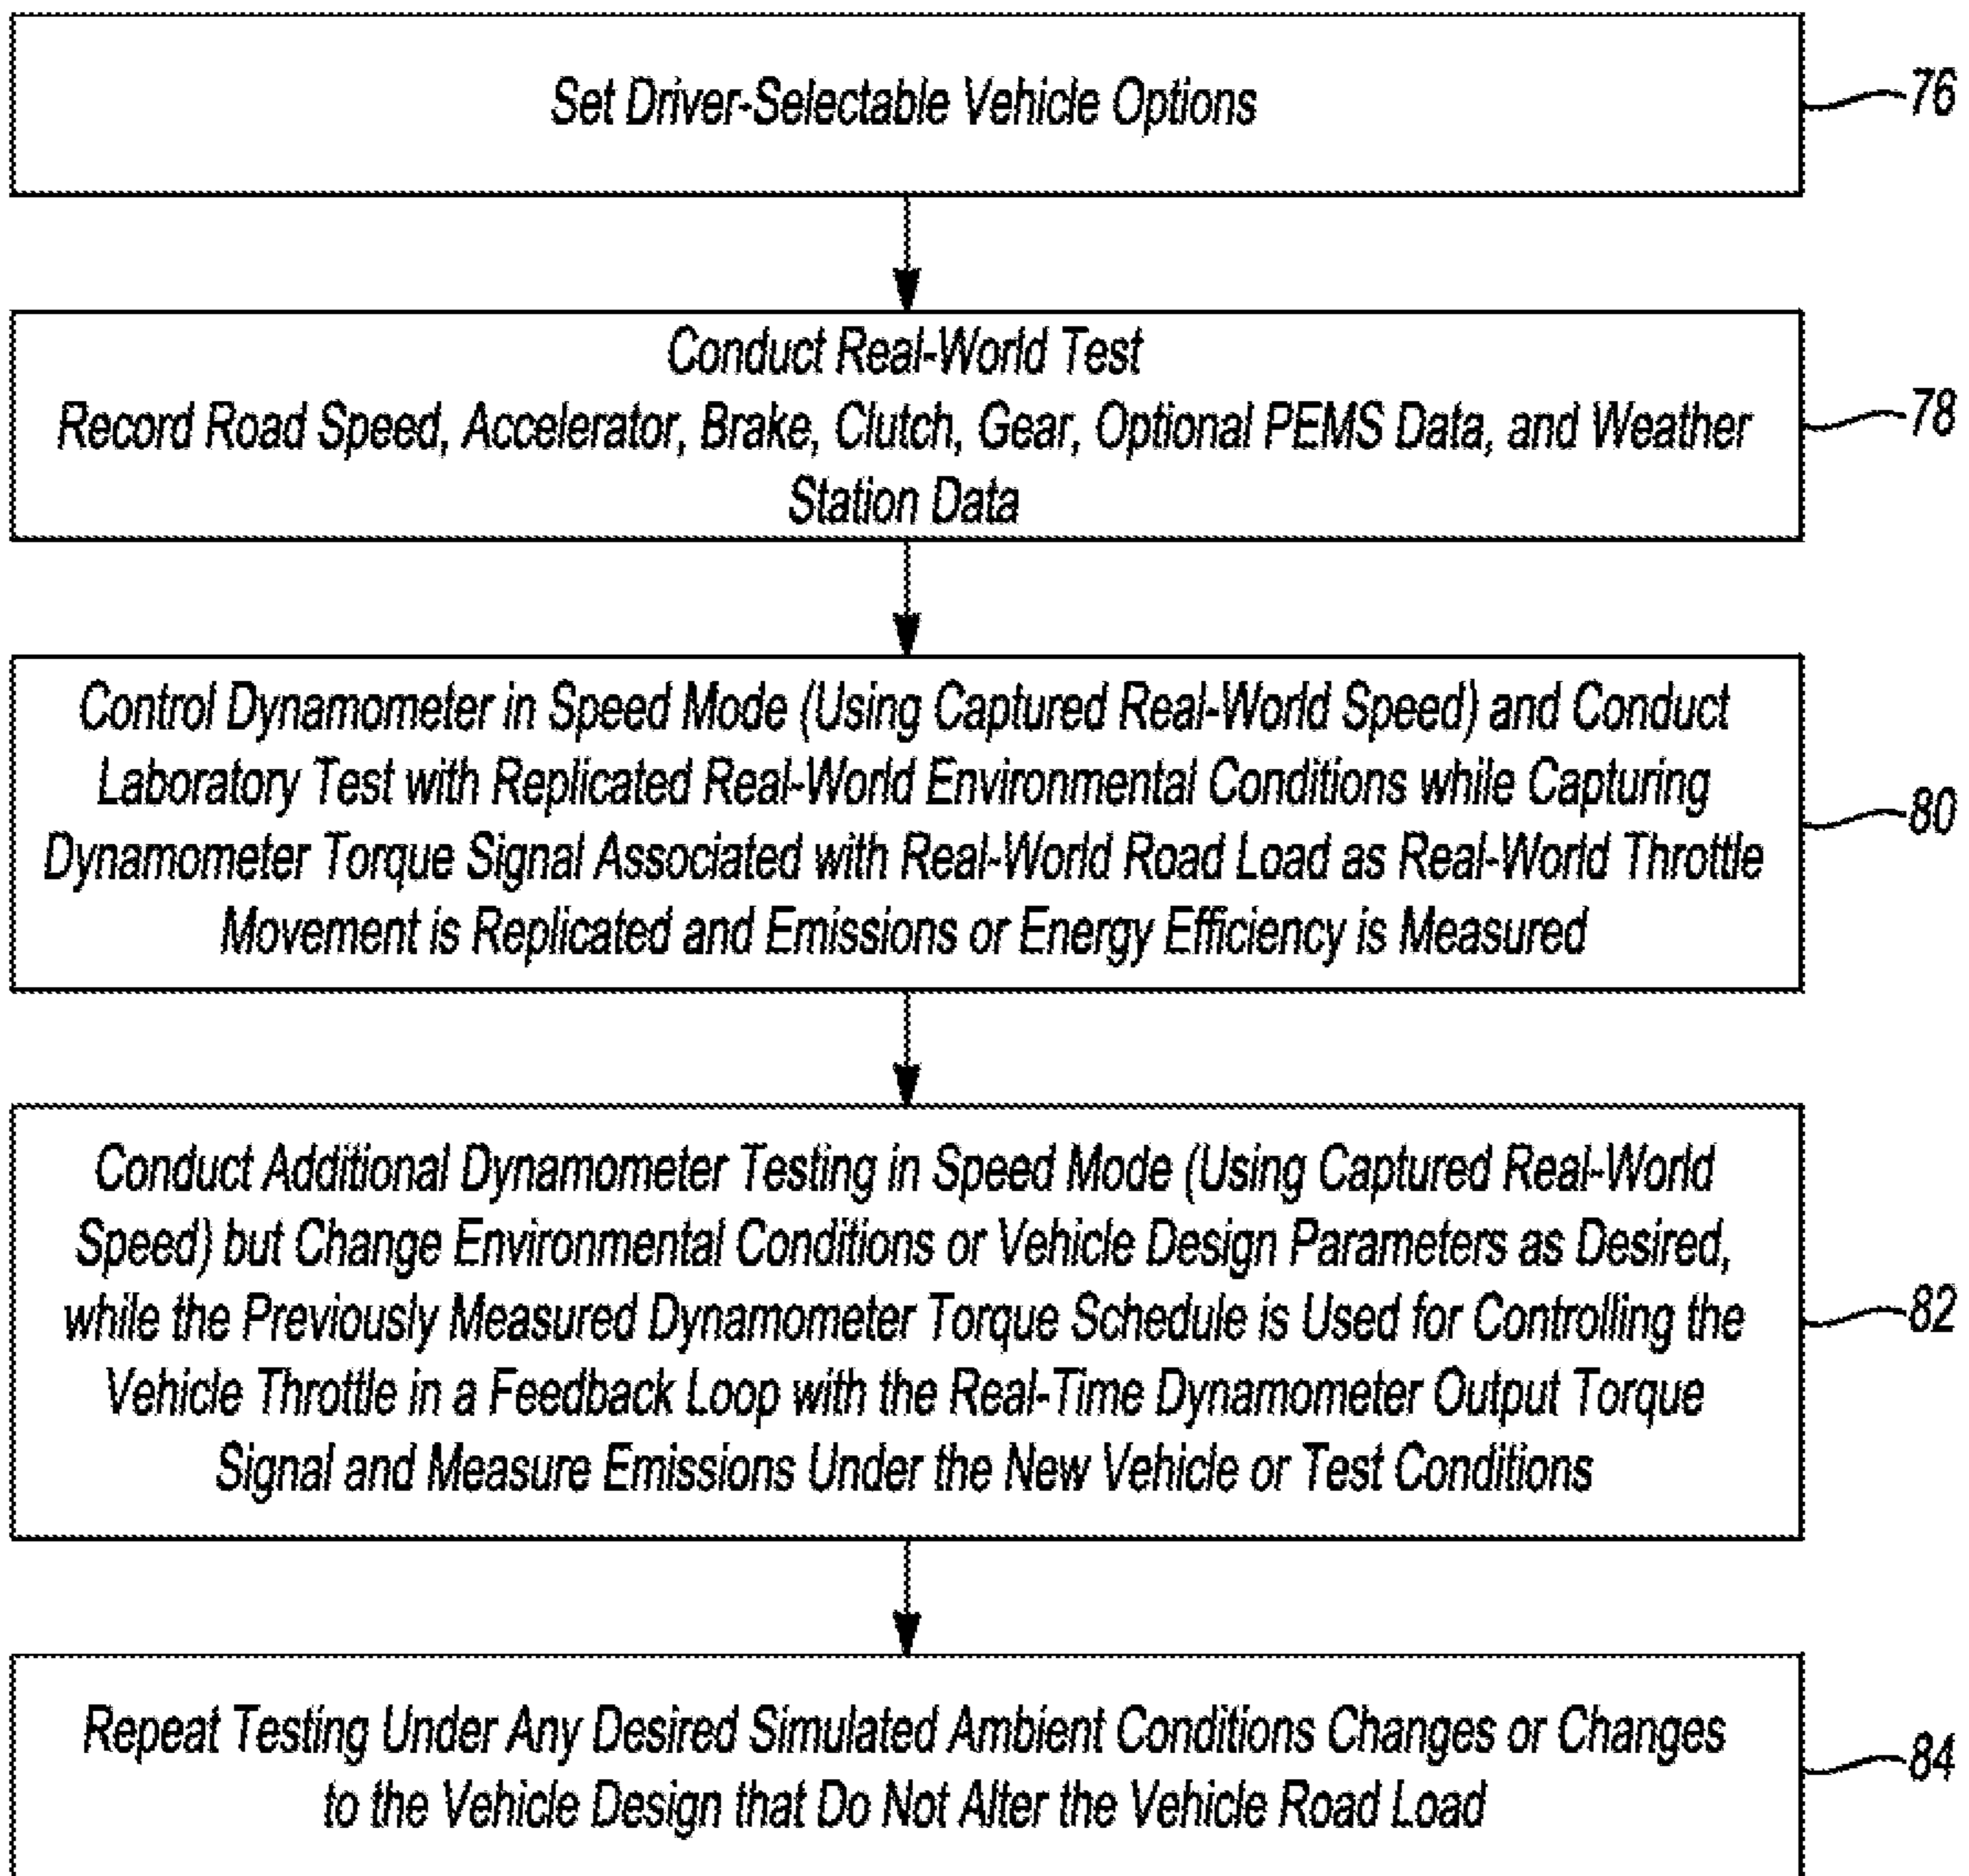 Set Driver-Selectable Vehicle Options
76
Conduct Real-World Test
Record Road Speed, Accelerator, Brake, Clutch, Gear, Optional PEMS Data, and Weather
Station Data
78
Control Dynamometer in Speed Mode (Using Captured Real-World Speed) and Conduct
Laboratory Test with Replicated Real-World Environmental Conditions while Capturing
Dynamometer Torque Signal Associated with Real-World Road Load as Real-World Throttle
Movement is Replicated and Emissions or Energy Efficiency is Measured
80
Conduct Additional Dynamometer Testing in Speed Mode (Using Captured Real-World
Speed) but Change Environmental Conditions or Vehicle Design Parameters as Desired,
while the Previously Measured Dynamometer Torque Schedule is Used for Controlling the
Vehicle Throttle in a Feedback Loop with the Real-Time Dynamometer Output Torque
Signal and Measure Emissions Under the New Vehicle or Test Conditions
82
Repeat Testing Under Any Desired Simulated Ambient Conditions Changes or Changes
to the Vehicle Design that Do Not Alter the Vehicle Road Load
84